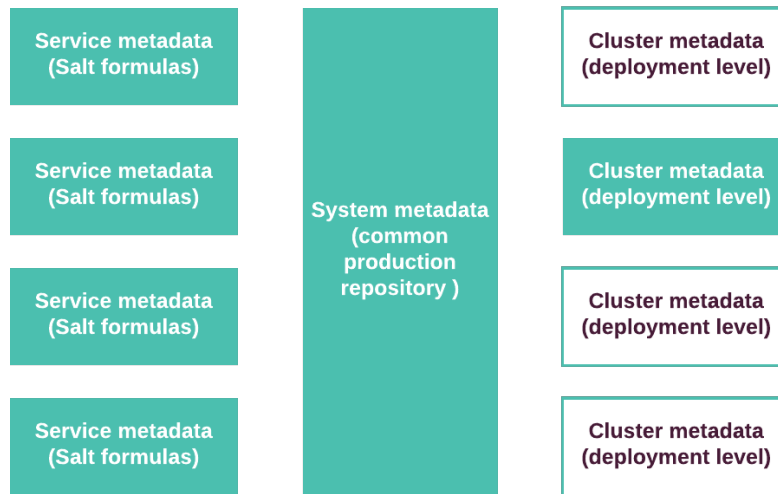 Service metadata
(Salt formulas)
Service metadata
(Salt formulas)
Service metadata
(Salt formulas)
Service metadata
(Salt formulas)
System metadata
(common
production
repository )
Cluster metadata
(deployment level)
Cluster metadata
(deployment level)
Cluster metadata
(deployment level)
Cluster metadata
(deployment level)